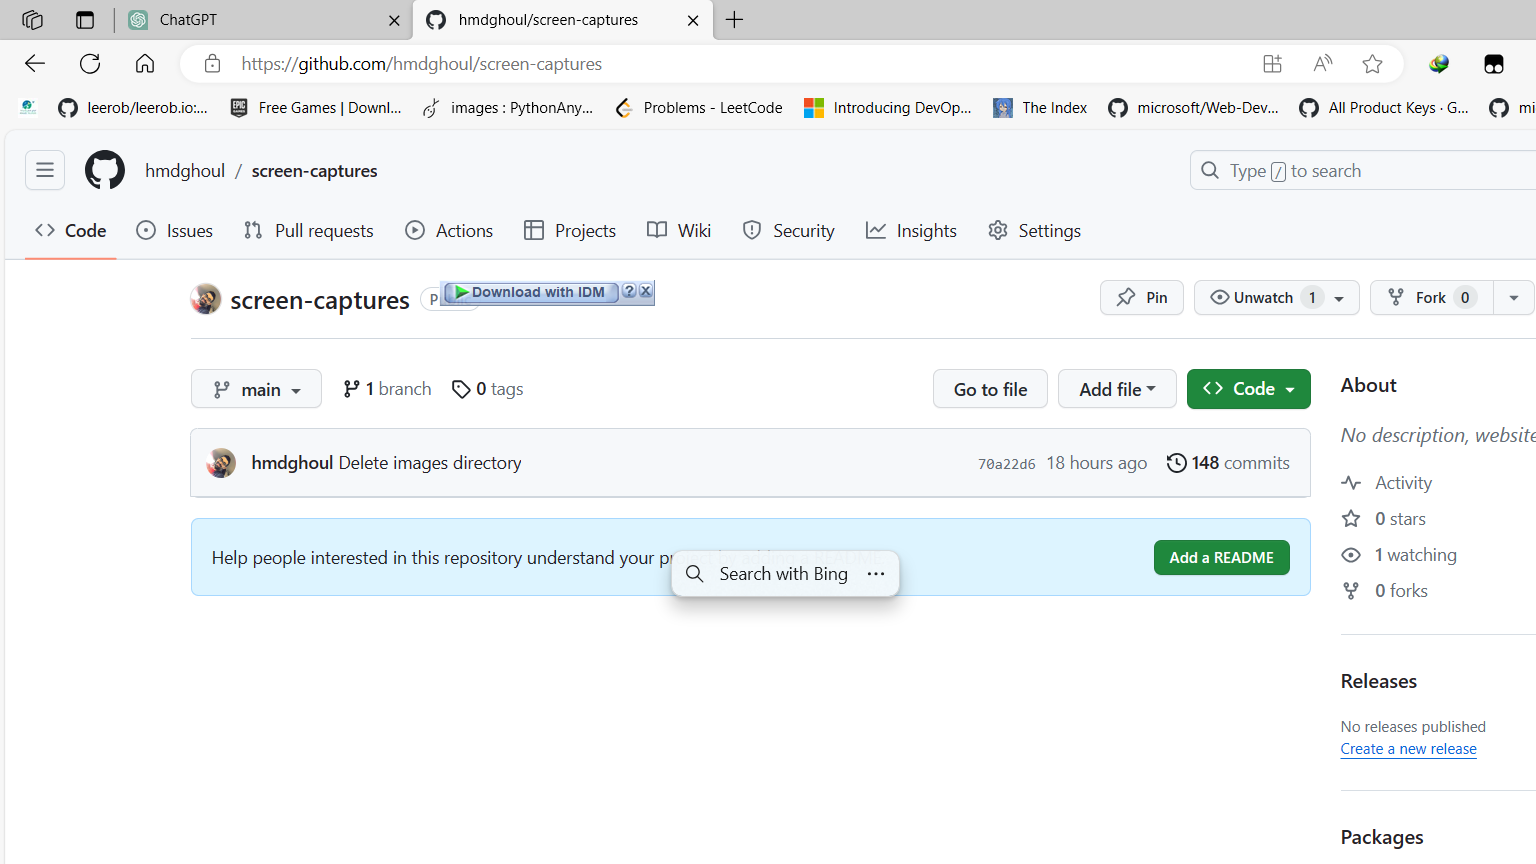 ChatGPT
hmdghoul/screen-captures
https://github.com/hmdghoul/screen-captures
leerob/leerob.io:...
EPIC GAMES
Free Games | Downl...
images : PythonAny...
Problems - LeetCode
Introducing DevOp...
The Index
microsoft/Web-Dev...
All Product Keys · G...
mi
hmdghoul / screen-captures
Type / to search
Code
Issues
Pull requests
Actions
Projects
Wiki
Security
Insights
Settings
screen-captures
P
Download with IDM
?
Pin
Unwatch 1
Fork 0
main
1 branch
0 tags
Go to file
Add file
Code
hmdghoul Delete images directory
70a22d6 18 hours ago
148 commits
Help people interested in this repository understand your
Add a README
Search with Bing
About
No description, website
Activity
0 stars
1 watching
0 forks
Releases
No releases published
Create a new release
Packages